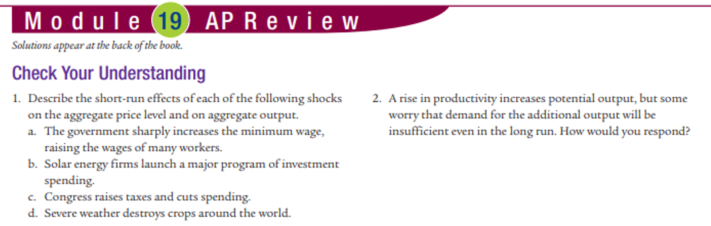 Module 19 AP Review
Solutions appear at the back of the book.
Check Your Understanding
1. Describe the short-run effects of each of the following shocks
on the aggregate price level and on aggregate output.
a. The government sharply increases the minimum wage,
raising the wages of many workers.
b. Solar energy firms launch a major program of investment
spending.
c. Congress raises taxes and cuts spending.
d. Severe weather destroys crops around the world.
2. A rise in productivity increases potential output, but some
worry that demand for the additional output will be
insufficient even in the long run. How would you respond?